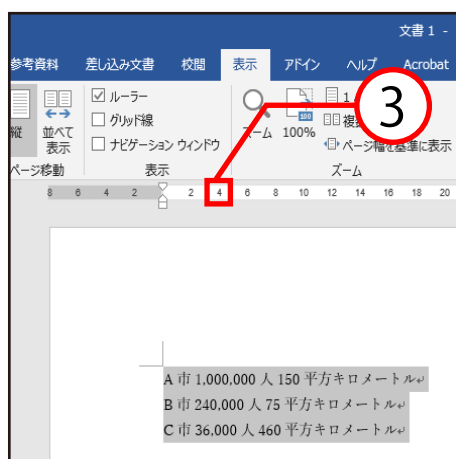 文書 1 -
参考資料 差し込み文書 校閲 表示 アドイン ヘルプ Acrobat
ルーラー
グリッド線
ナビゲーション ウィンドウ
縦 並べて 表示
ズーム 100%
1
複
ページ幅を基準に表示
ページ移動 表示 ズーム
3
8 6 4 2 2 4 6 8 10 12 14 16 18 20
A 市 1,000,000 人 150 平方キロメートル↵
B 市 240,000 人 75 平方キロメートル↵
C 市 36,000 人 460 平方キロメートル↵